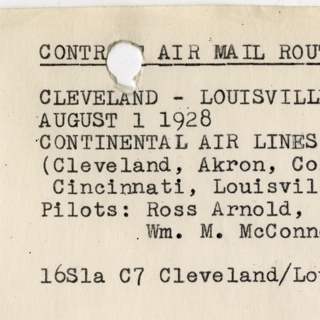 CONTR AIR MAIL ROU
CLEVELAND - LOUISVILL
AUGUST 1 1928
CONTINENTAL AIR LINES
(Cleveland, Akron, Co
Cincinnati, Louisvil
Pilots: Ross Arnold,
Wm. M. McConn
16S1a C7 Cleveland/Lo